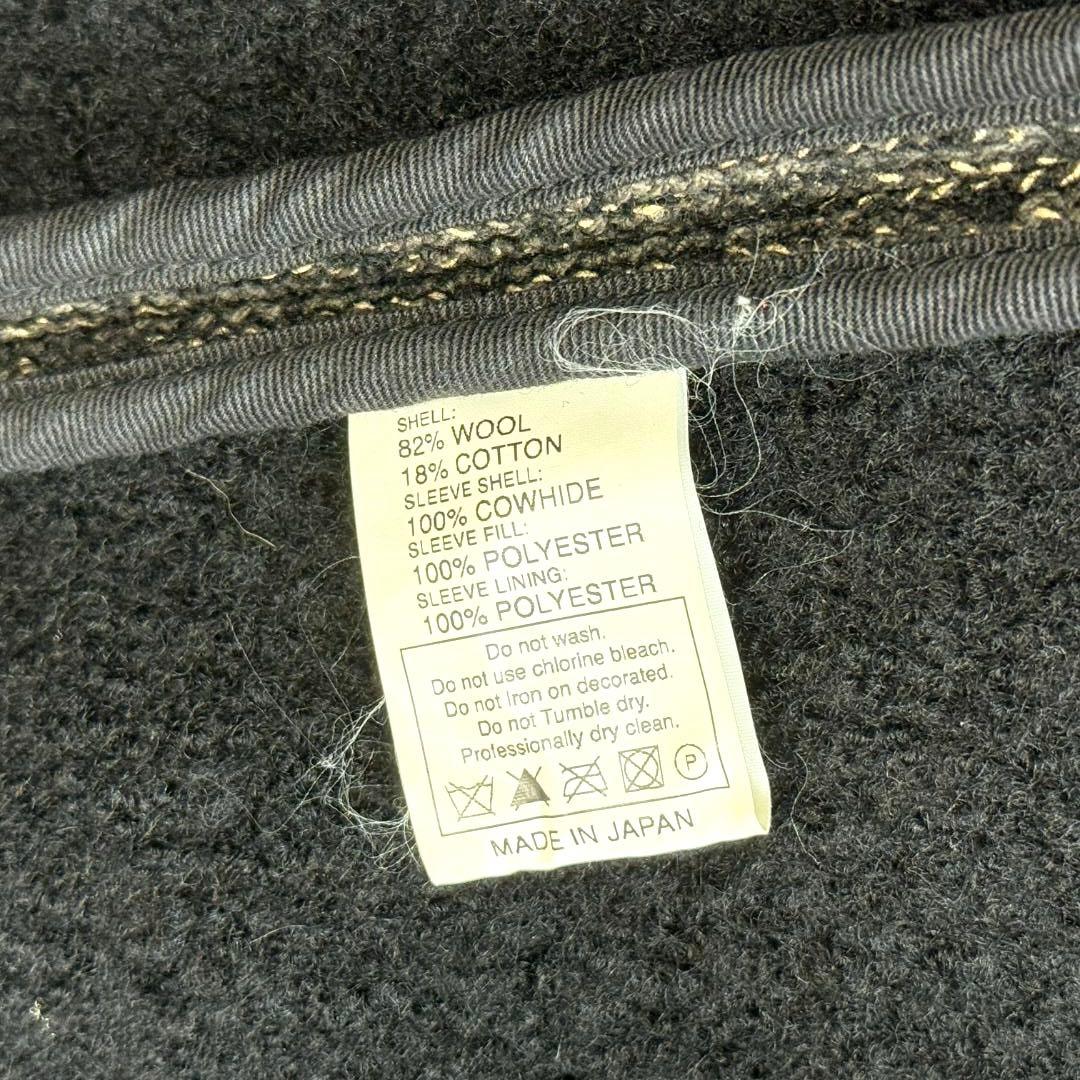 SHELL:
82% WOOL
18% COTTON
SLEEVE SHELL:
100% COWHIDE
SLEEVE FILL:
100% POLYESTER
SLEEVE LINING:
100% POLYESTER
Do not wash.
Do not use chlorine bleach.
Do not Iron on decorated.
Do not Tumble dry.
Professionally dry clean.
P
MADE IN JAPAN